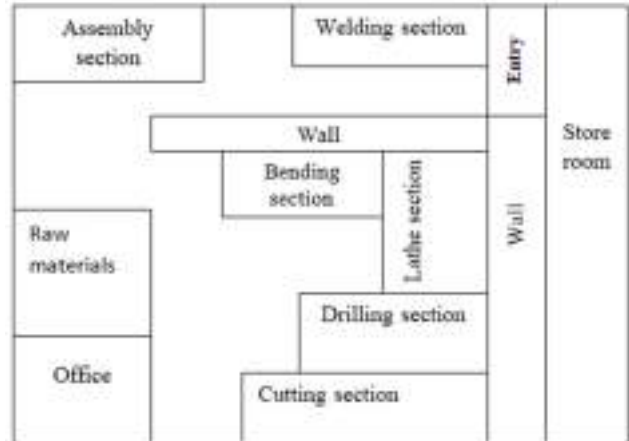 Assembly
section
Welding section
Entry
Wall
Store
room
Bending
section
Lathe section
Wall
Raw
materials
Drilling section
Office
Cutting section